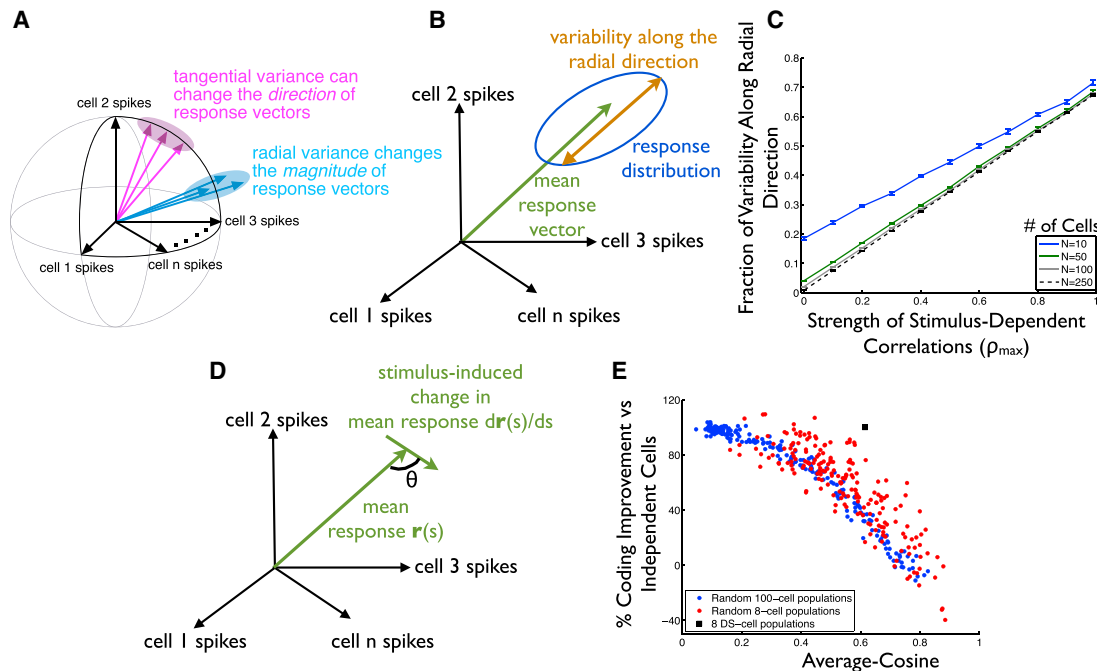 A
tangential variance can
change the direction of
response vectors
cell 2 spikes
radial variance changes
the magnitude of
response vectors
cell 3 spikes
cell 1 spikes
cell n spikes
B
variability along the
radial direction
cell 2 spikes
response
distribution
mean
response
vector
cell 3 spikes
cell 1 spikes
cell n spikes
C
Fraction of Variability Along Radial
Direction
0.8
0.7
0.6
0.5
0.4
0.3
0.2
0.1
0
0
0.2
0.4
0.6
0.8
1
# of Cells
N=10
N=50
N=100
N=250
Strength of Stimulus-Dependent
Correlations (ρmax)
D
stimulus-induced
change in
mean response dr(s)/ds
cell 2 spikes
θ
mean
response r(s)
cell 3 spikes
cell 1 spikes
cell n spikes
E
% Coding Improvement vs
Independent Cells
120
80
40
0
−40
Random 100−cell populations
Random 8−cell populations
8 DS−cell populations
0
0.2
0.4
0.6
0.8
1
Average-Cosine